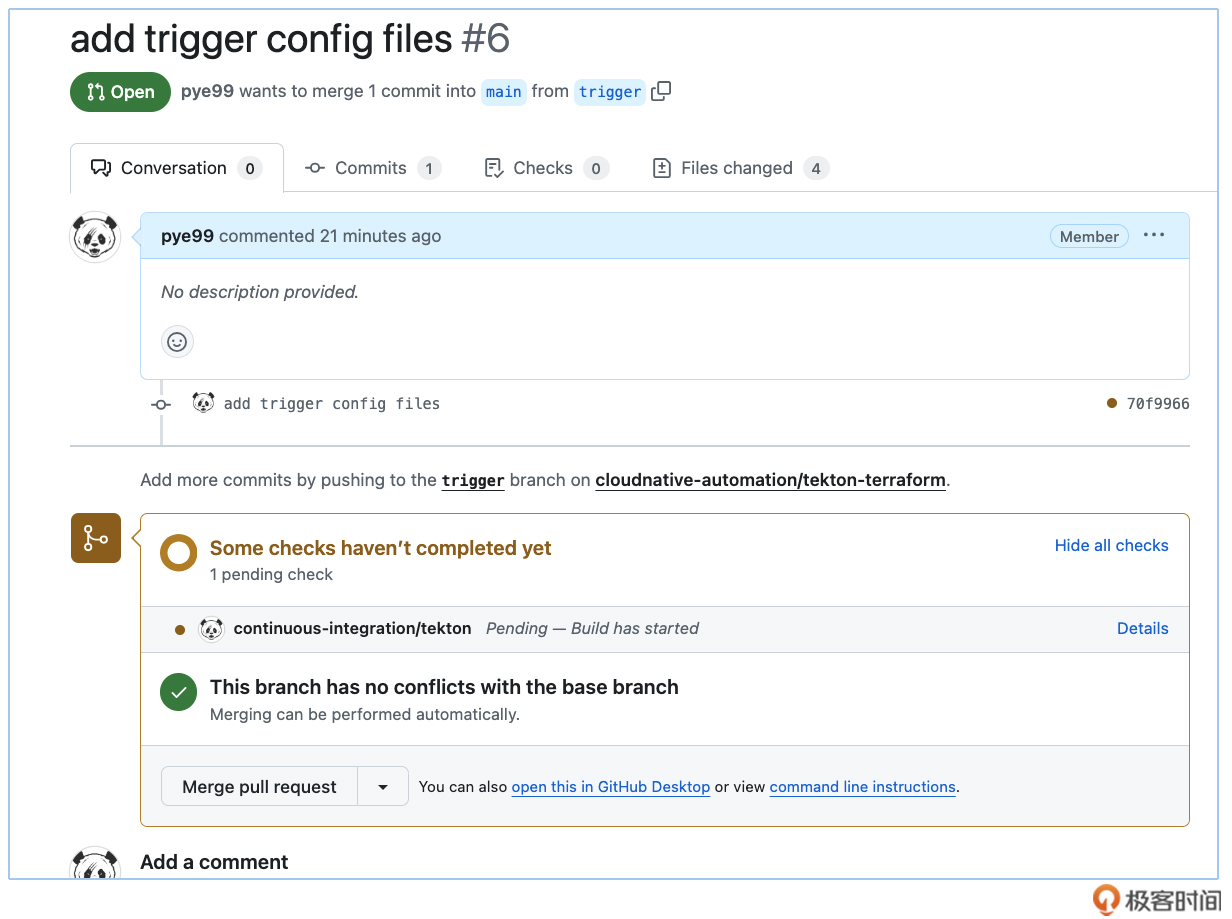 add trigger config files #6
Open pye99 wants to merge 1 commit into main from trigger
Conversation 0 Commits 1 Checks 0 Files changed 4
pye99 commented 21 minutes ago Member
No description provided.
add trigger config files 70f9966
Add more commits by pushing to the trigger branch on cloudnative-automation/tekton-terraform.
Some checks haven’t completed yet Hide all checks
1 pending check
continuous-integration/tekton Pending — Build has started Details
This branch has no conflicts with the base branch
Merging can be performed automatically.
Merge pull request You can also open this in GitHub Desktop or view command line instructions.
Add a comment
极客时间